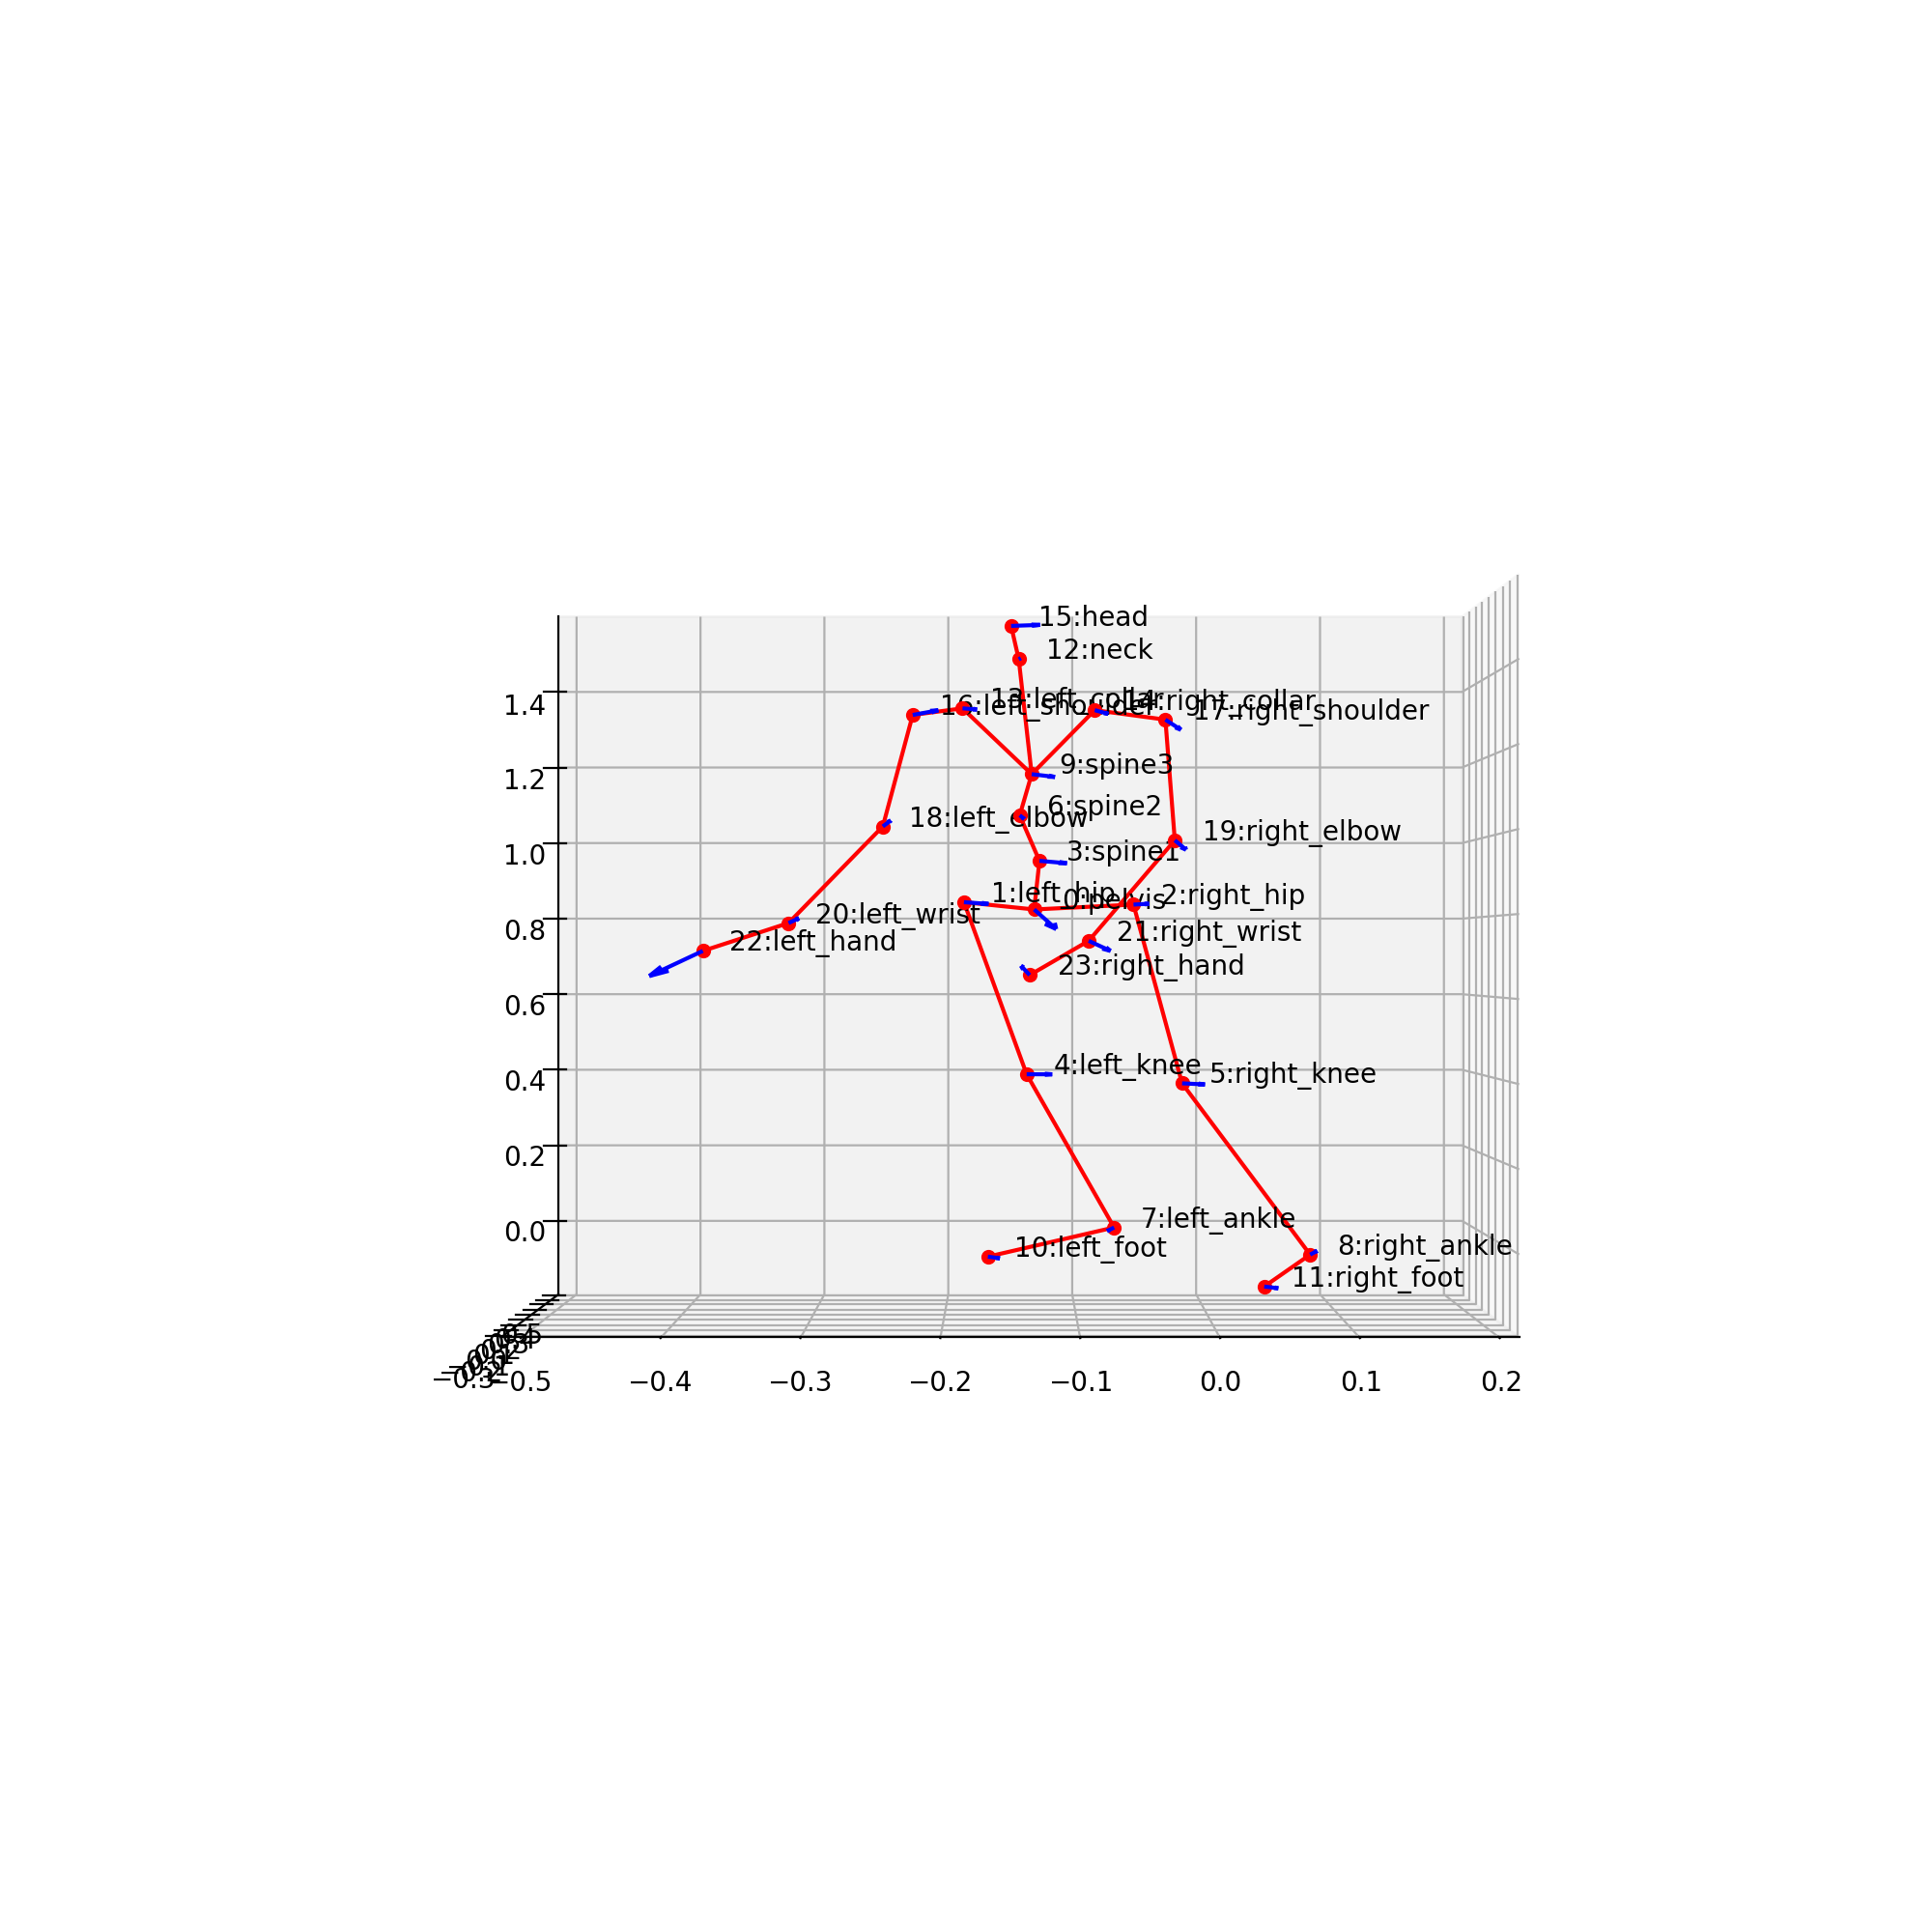 15:head
12:neck
13:left_collar
14:right_collar
16:left_shoulder
17:right_shoulder
9:spine3
6:spine2
18:left_elbow
19:right_elbow
3:spine1
1:left_hip
0:pelvis
2:right_hip
20:left_wrist
21:right_wrist
22:left_hand
23:right_hand
4:left_knee
5:right_knee
7:left_ankle
8:right_ankle
10:left_foot
11:right_foot
1.4
1.2
1.0
0.8
0.6
0.4
0.2
0.0
−0.5
−0.4
−0.3
−0.2
−0.1
0.0
0.1
0.2